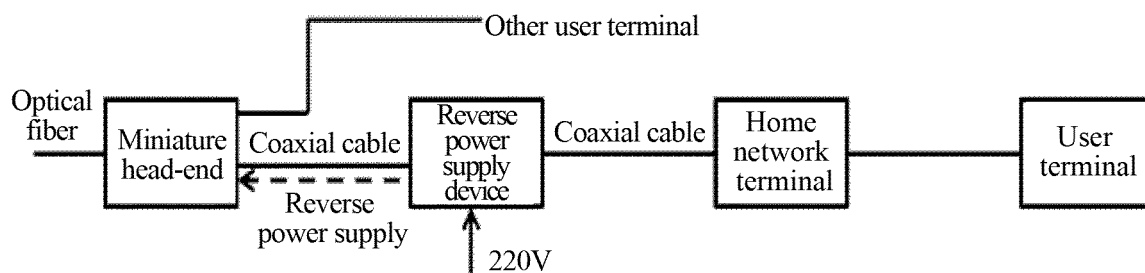 Other user terminal
Optical
fiber
Miniature
head-end
Coaxial cable
Reverse
power supply
Reverse
power
supply
device
220V
Coaxial cable
Home
network
terminal
User
terminal